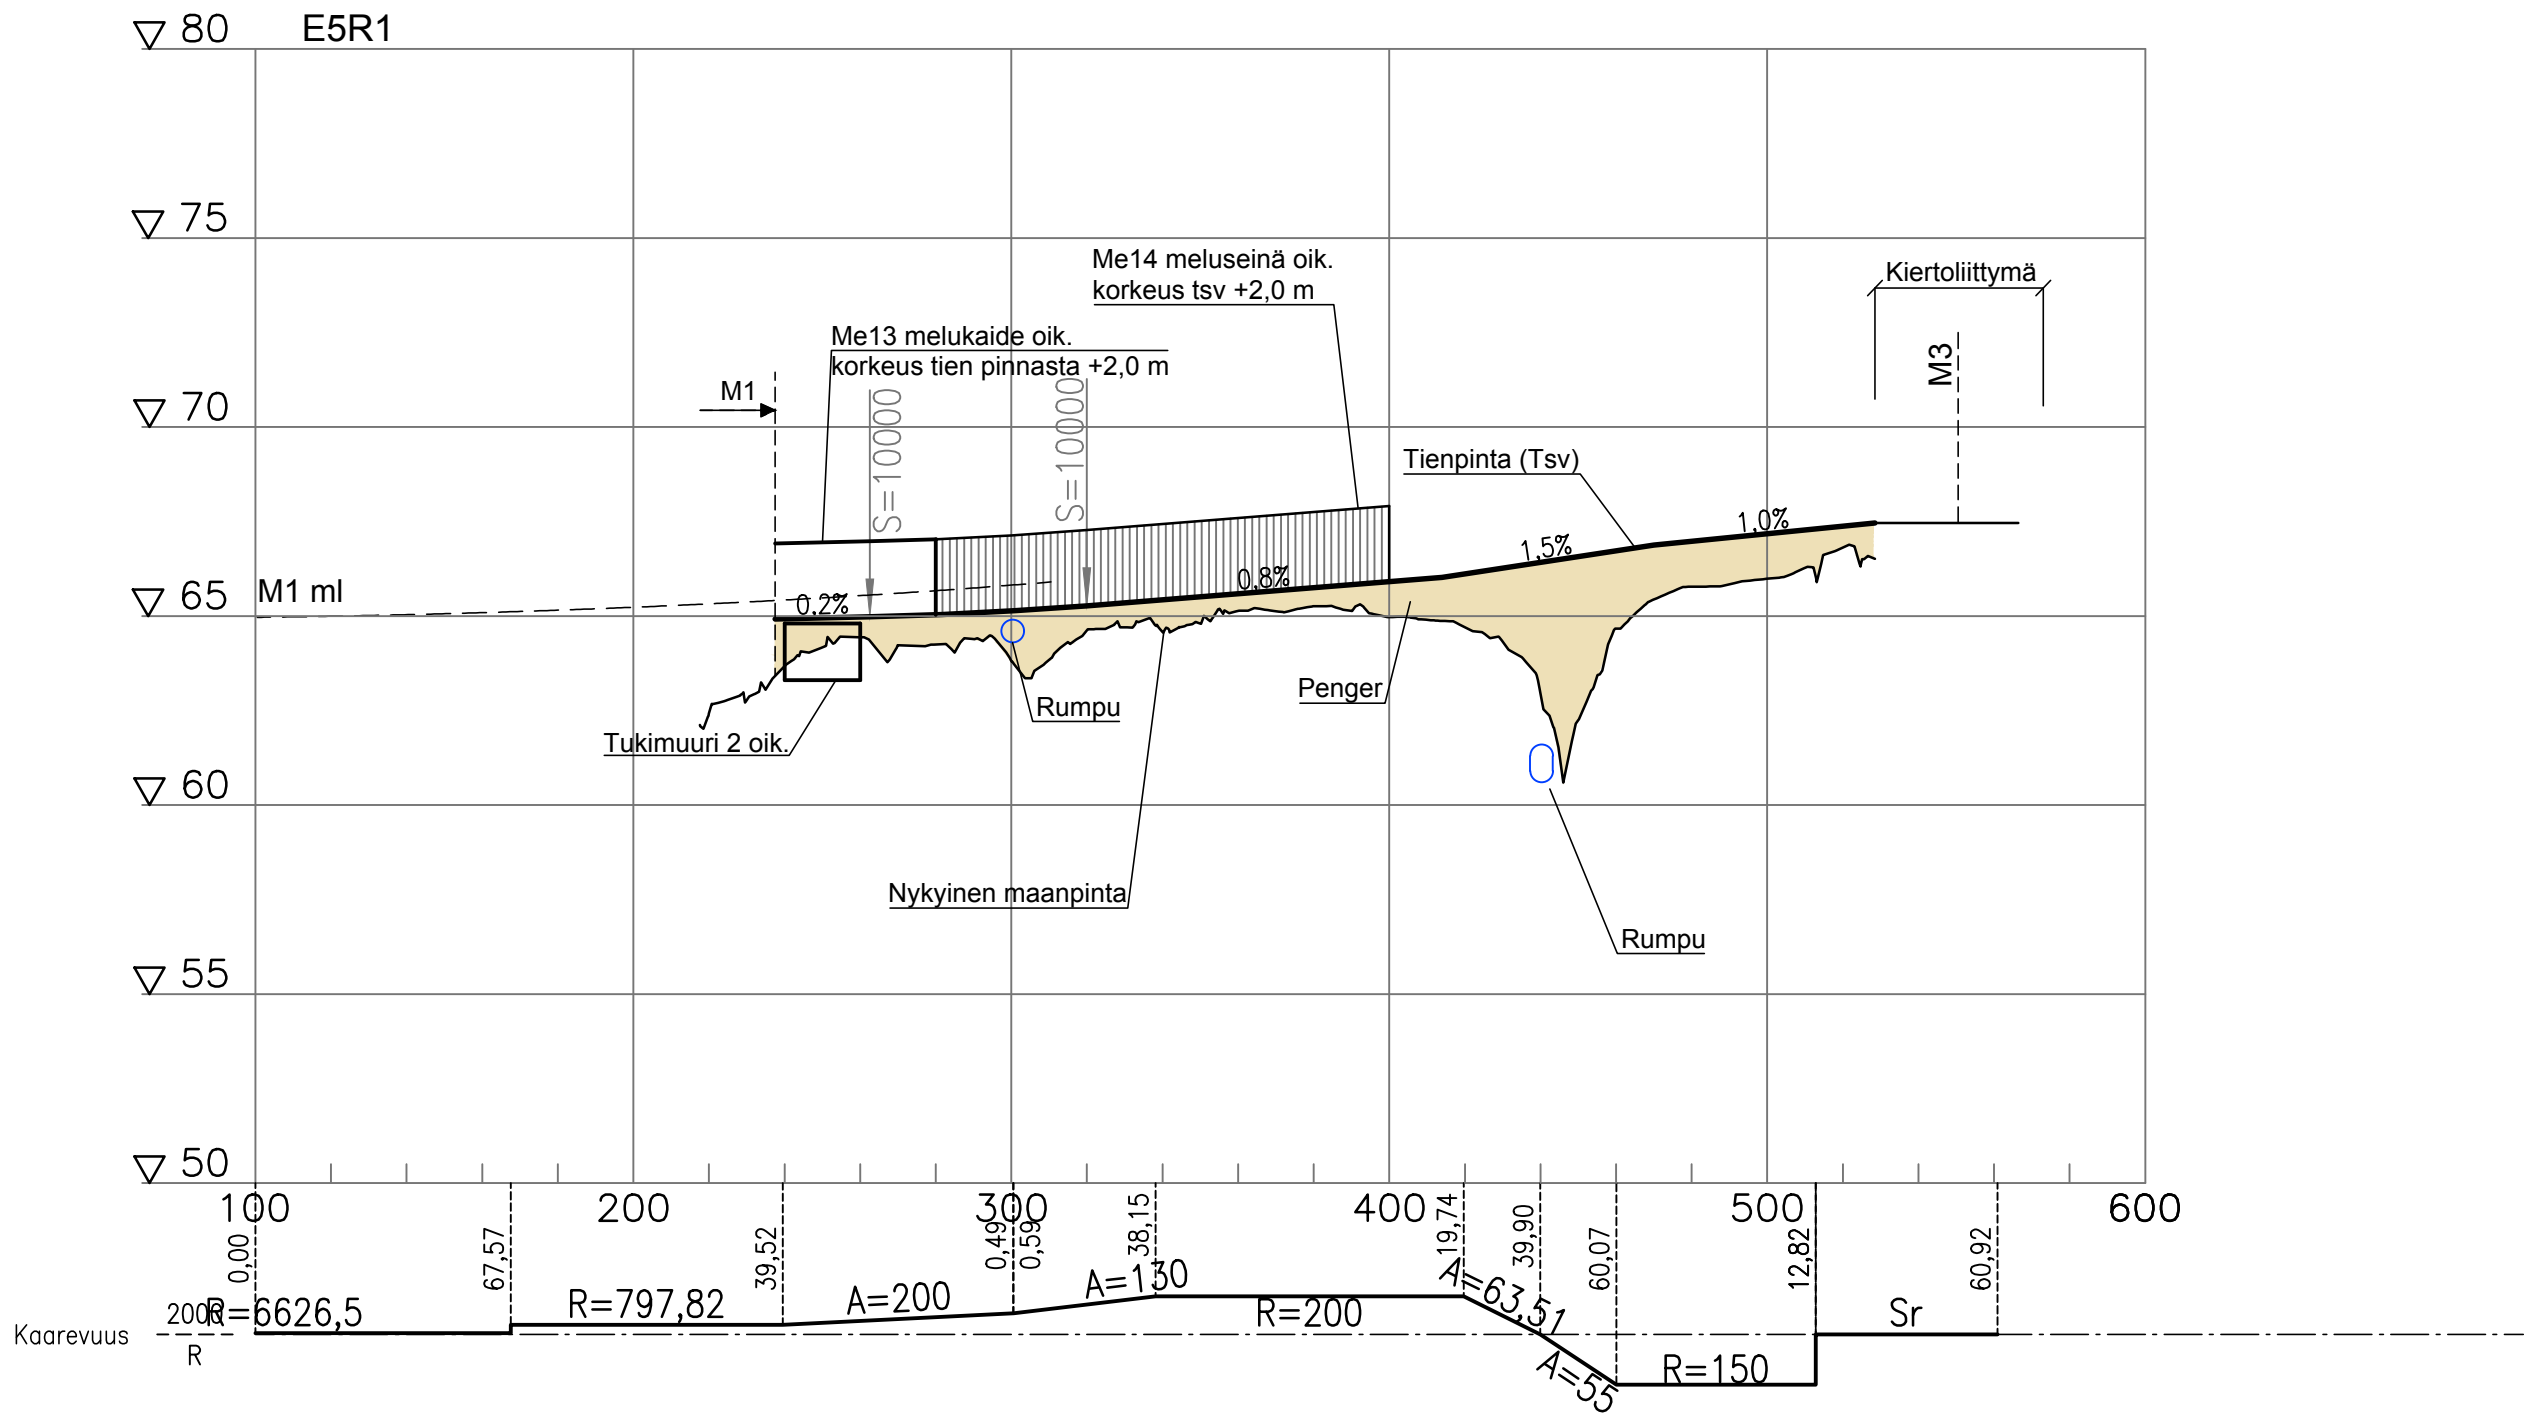 80
E5R1
75
Me14 meluseinä oik.
korkeus tsv +2,0 m
Kiertoliittymä
Me13 melukaide oik.
korkeus tien pinnasta +2,0 m
M1
M3
70
S=10000
S=10000
Tienpinta (Tsv)
1,0%
1,5%
0,8%
M1 ml
65
0,2%
Penger
Rumpu
Tukimuuri 2 oik.
60
Nykyinen maanpinta
Rumpu
55
50
100
200
300
400
500
600
0,00
67,57
39,52
0,49
0,59
38,15
19,74
39,90
60,07
12,82
60,92
Kaarevuus
2000
R
R=6626,5
R=797,82
A=200
A=130
R=200
A=63,51
A=55
R=150
Sr